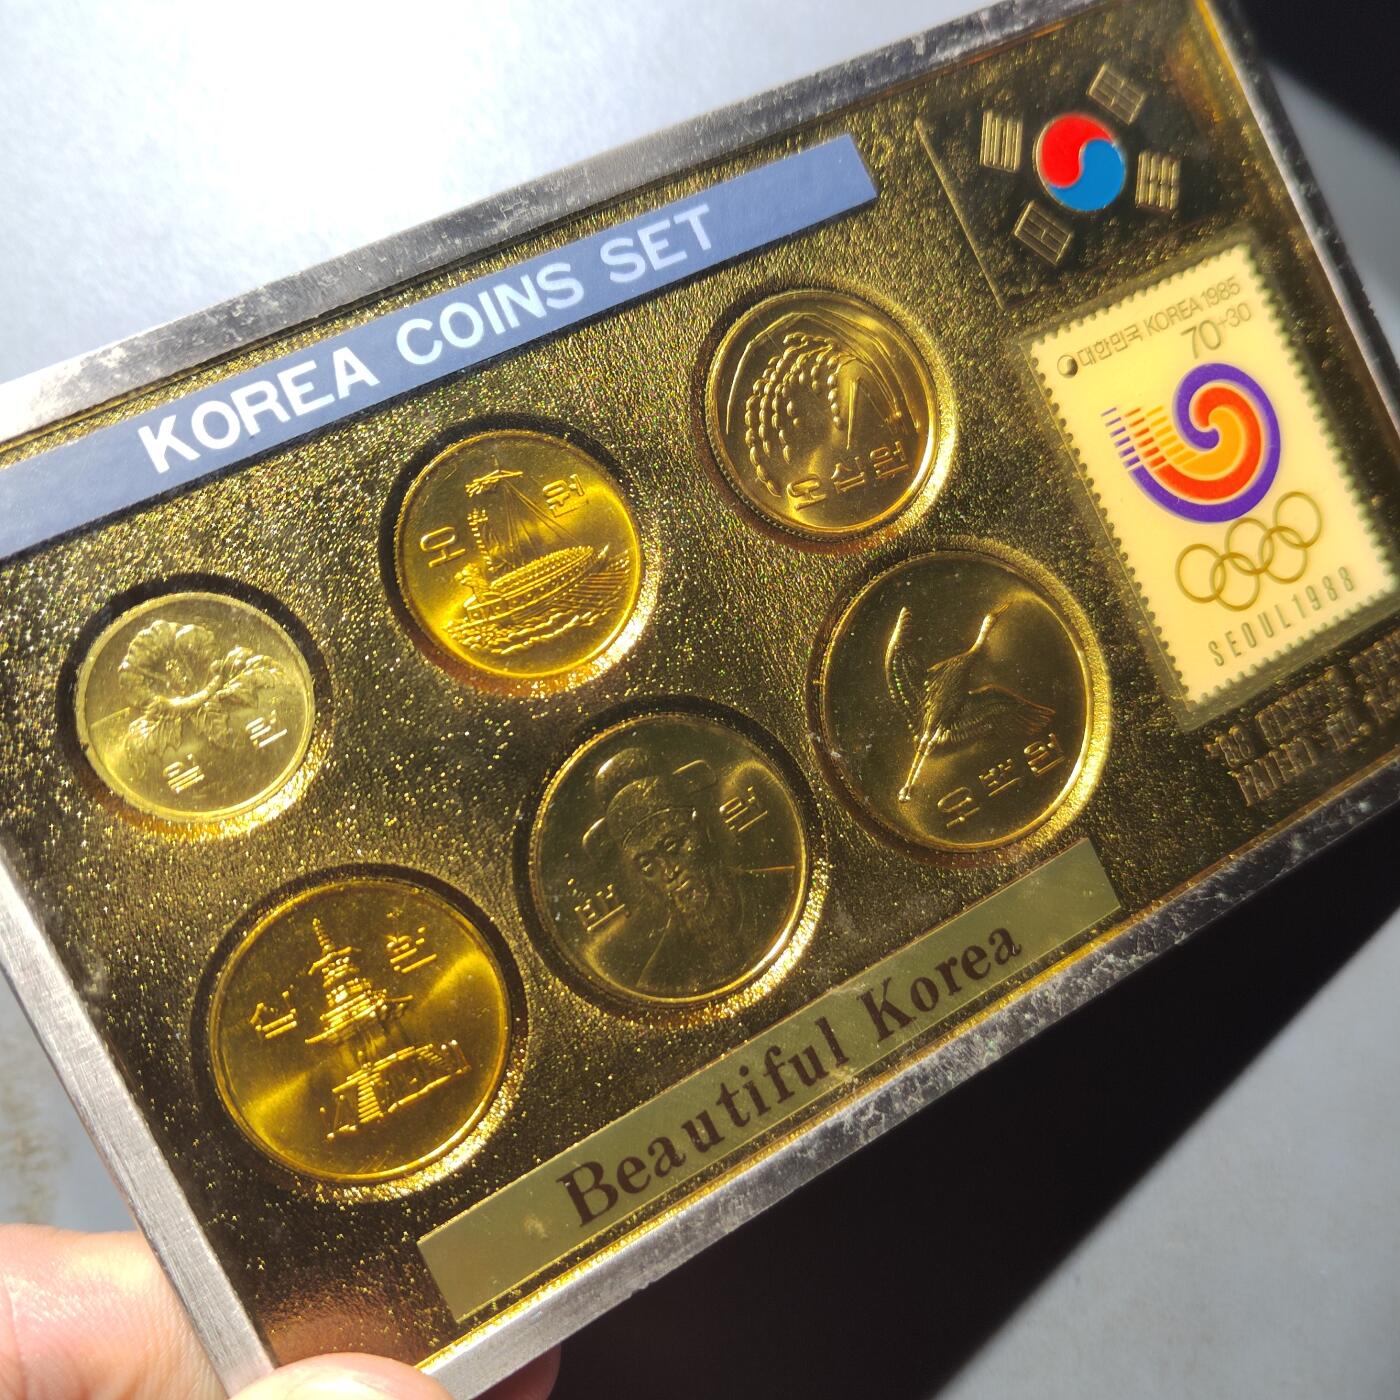 KOREA COINS SET
대한민국 KOREA 1985
70+30
SEOUL 1988
오 원
오십원
일 원
백 원
오백원
십 원
Beautiful Korea